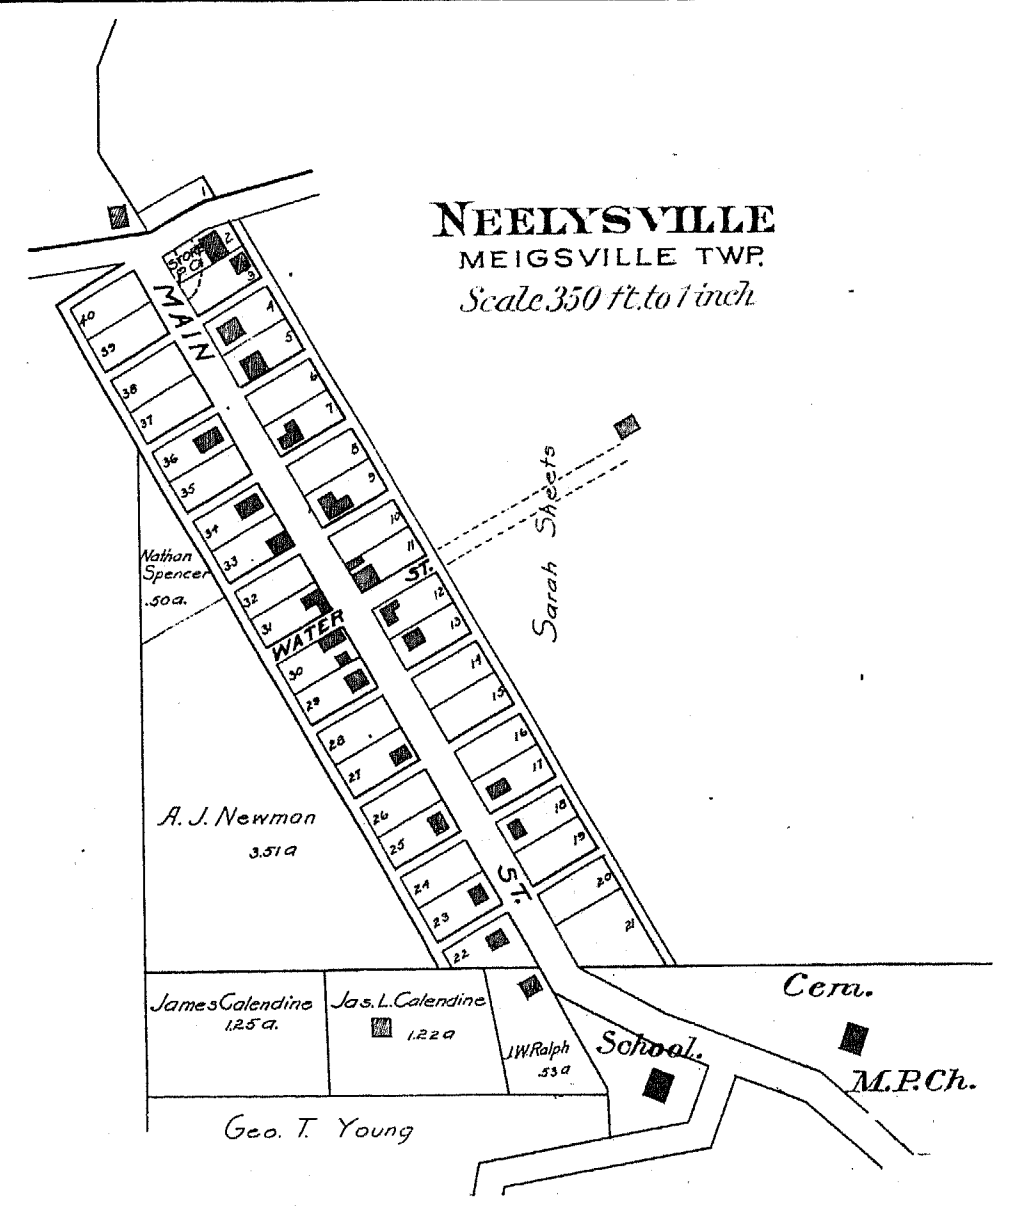 NEELYSVILLE
MEIGSVILLE TWP.
Scale 350 ft. to 1 inch
1
STORE
P.O.
2
3
MAIN
4
5
6
7
8
9
10
11
ST.
12
13
14
15
16
17
18
19
20
21
40
39
38
37
36
35
34
33
32
31
WATER
30
29
28
27
26
25
24
23
22
ST.
Sarah Sheets
Nathan
Spencer
.50a.
A. J. Newman
3.51a
James Calendine
1.25a.
Jas. L. Calendine
1.22a
J.W. Ralph
.53a
School.
Cem.
M.P.Ch.
Geo. T. Young